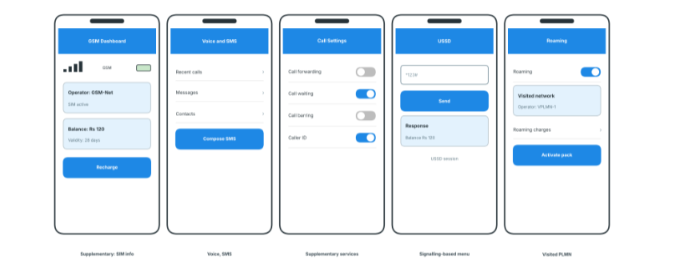 GSM Dashboard
GSM
Operator: GSM-Net
SIM active
Balance: Rs 120
Validity: 28 days
Recharge
Supplementary: SIM info
Voice and SMS
Recent calls
Messages
Contacts
Compose SMS
Voice, SMS
Call Settings
Call forwarding
Call waiting
Call barring
Caller ID
Supplementary services
USSD
*123#
Send
Response
Balance Rs 110
USSD session
Signalling-based menu
Roaming
Roaming
Visited network
Operator: vPLMN-1
Roaming charges
Activate pack
Visited PLMN